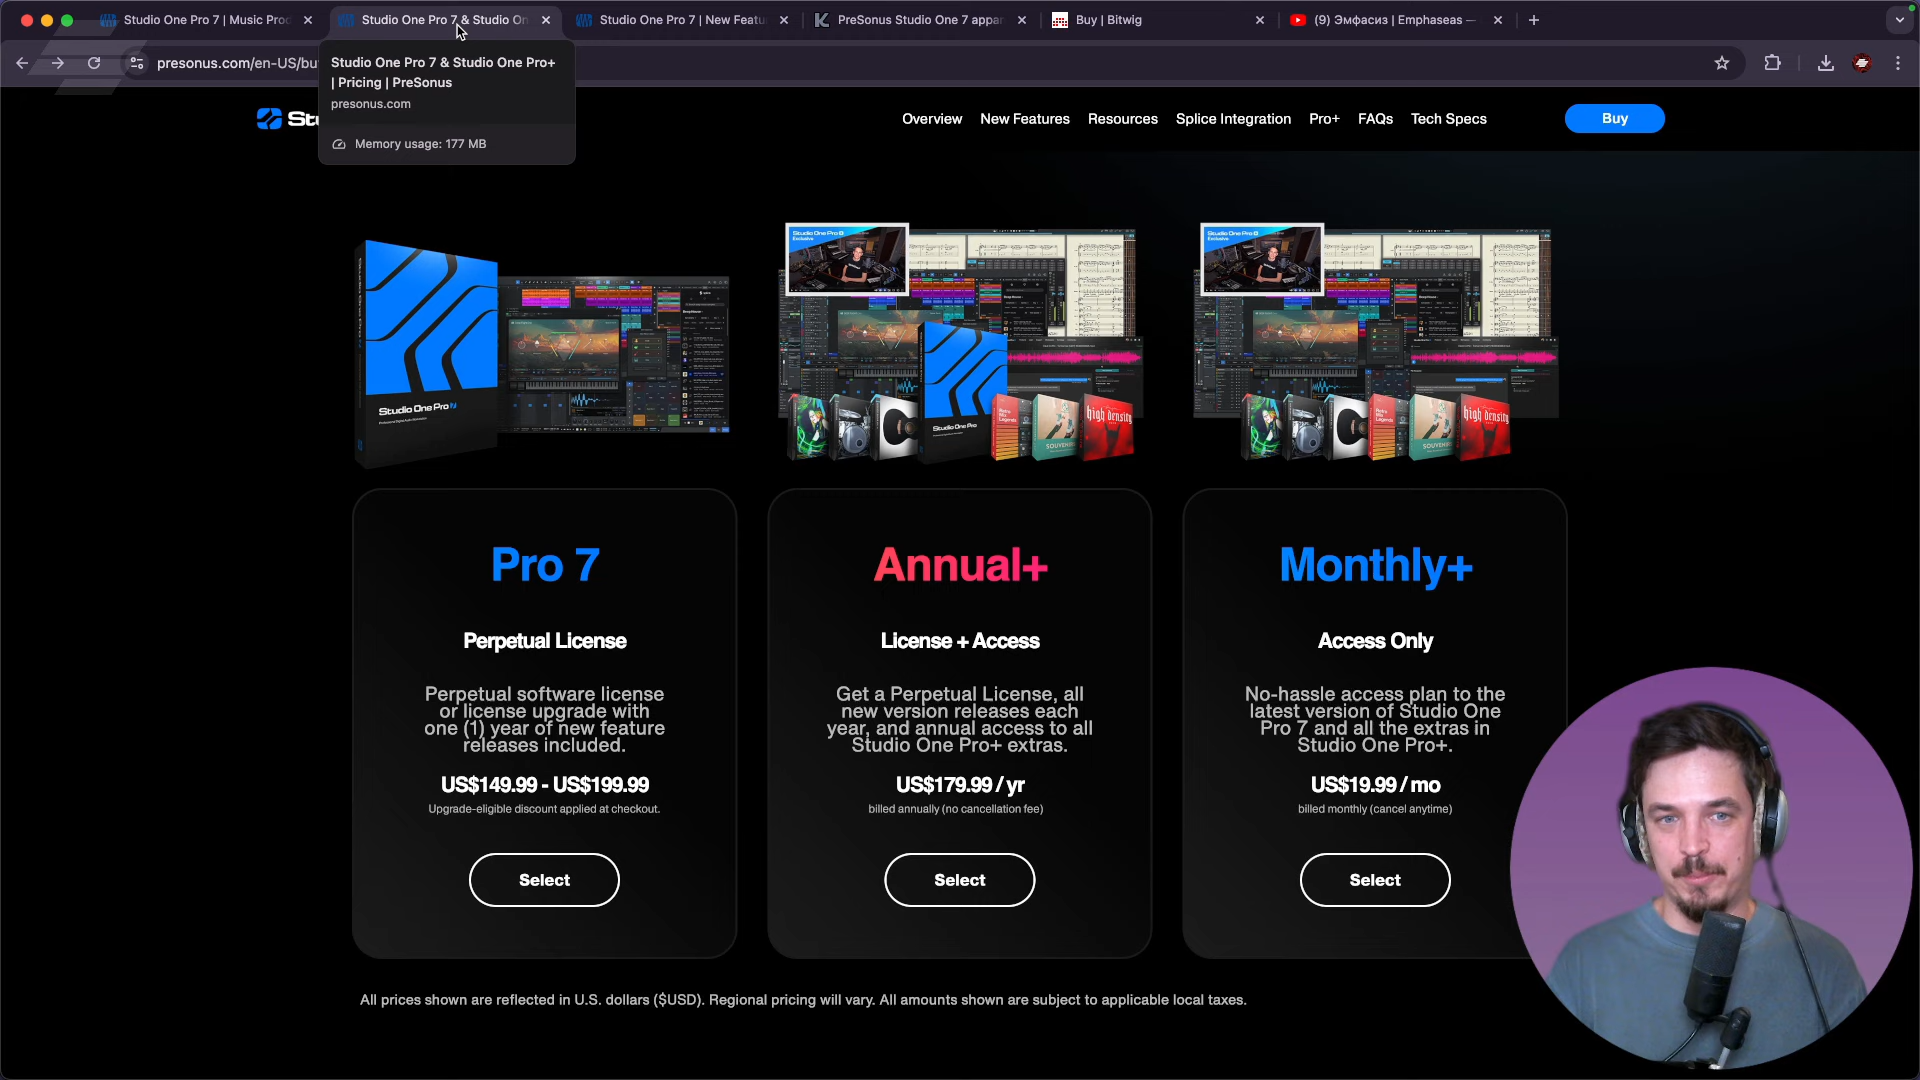 Studio One Pro 7 | Music Prod
Studio One Pro 7 & Studio On
Studio One Pro 7 | New Featu
PreSonus Studio One 7 appar
Buy | Bitwig
(9) Эмфасиз | Emphaseas —
presonus.com/en-US/bu
Studio One Pro 7 & Studio One Pro+
| Pricing | PreSonus
presonus.com
Memory usage: 177 MB
Overview
New Features
Resources
Splice Integration
Pro+
FAQs
Tech Specs
Buy
Studio One Pro 7
Studio One Pro
high density
high density
Pro 7
Perpetual License
Perpetual software license
or license upgrade with
one (1) year of new feature
releases included.
US$149.99 - US$199.99
Upgrade-eligible discount applied at checkout.
Select
Annual+
License + Access
Get a Perpetual License, all
new version releases each
year, and annual access to all
Studio One Pro+ extras.
US$179.99 / yr
billed annually (no cancellation fee)
Select
Monthly+
Access Only
No-hassle access plan to the
latest version of Studio One
Pro 7 and all the extras in
Studio One Pro+.
US$19.99 / mo
billed monthly (cancel anytime)
Select
All prices shown are reflected in U.S. dollars ($USD). Regional pricing will vary. All amounts shown are subject to applicable local taxes.